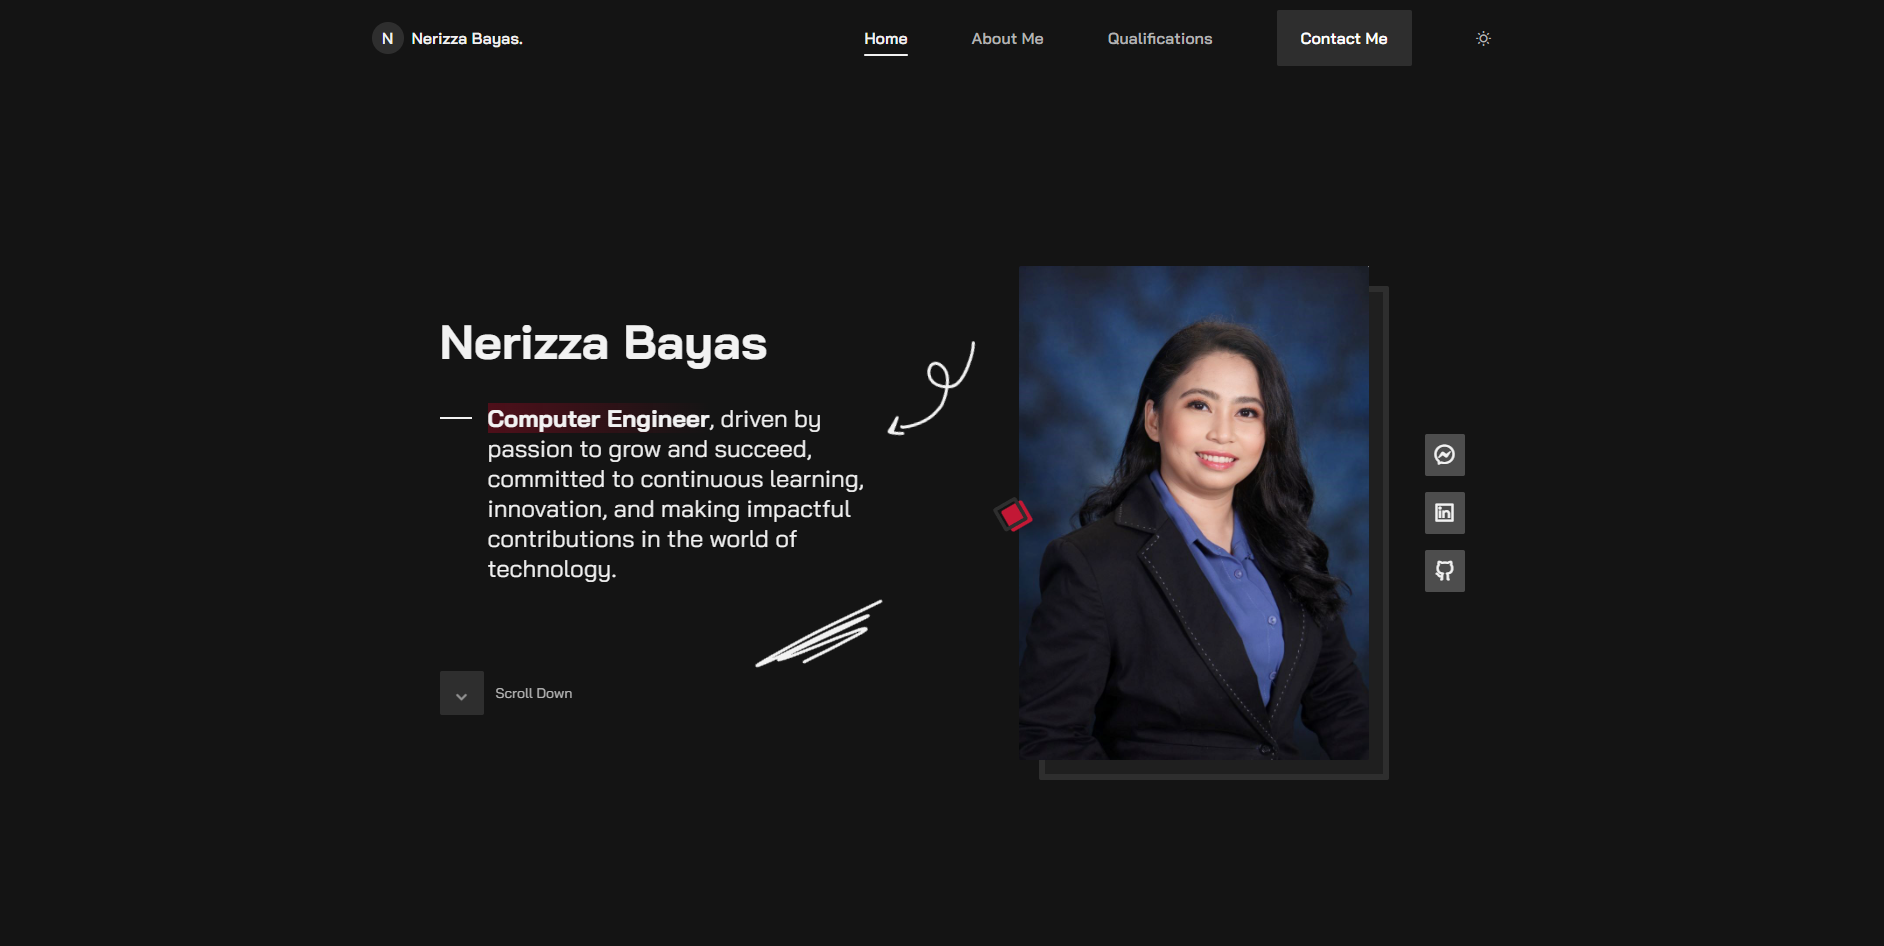 N Nerizza Bayas.
Home
About Me
Qualifications
Contact Me
Nerizza Bayas
Computer Engineer, driven by
passion to grow and succeed,
committed to continuous learning,
innovation, and making impactful
contributions in the world of
technology.
in
Scroll Down